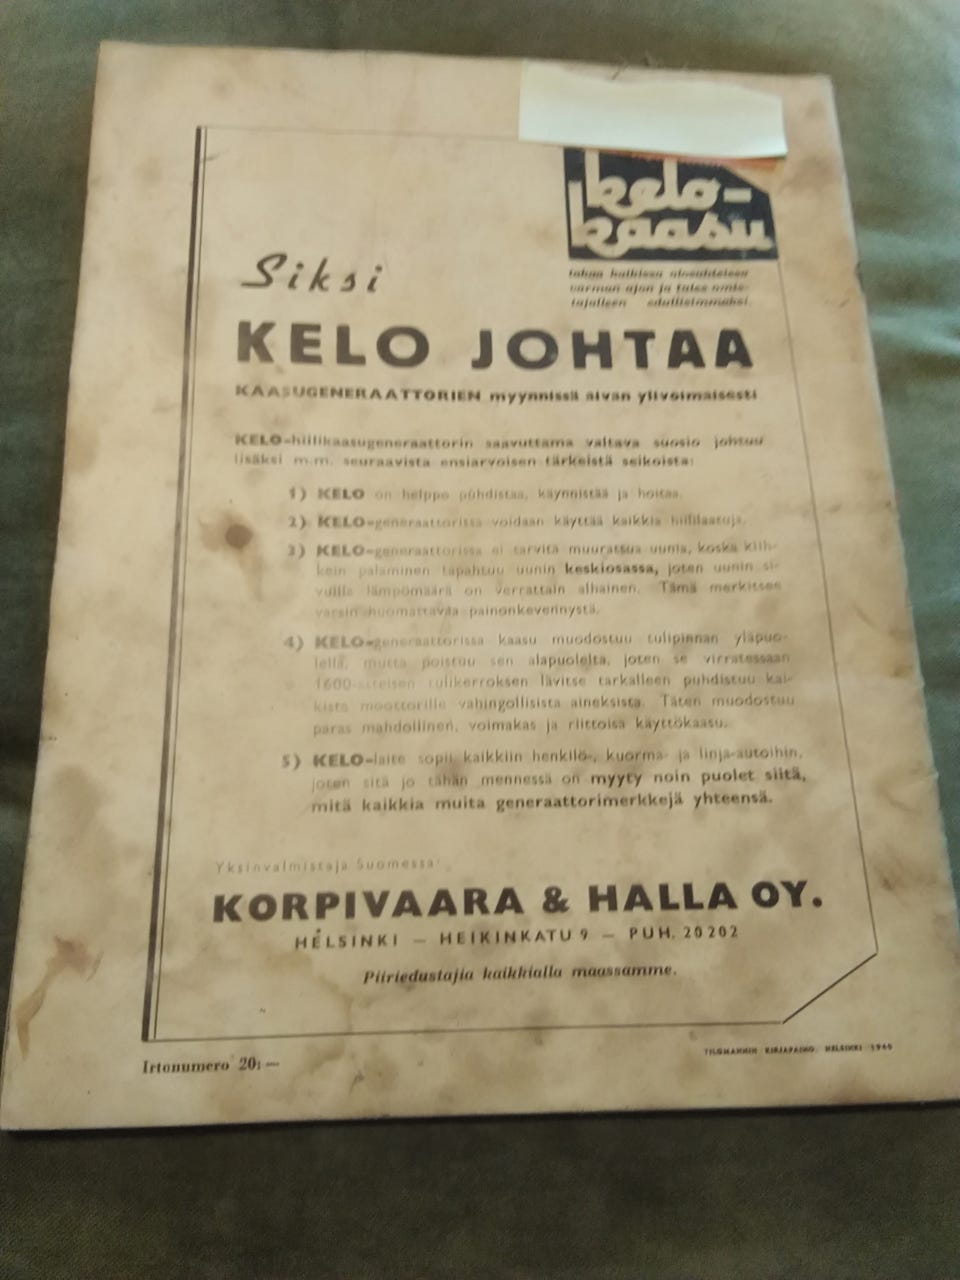 kelo-
kaasu
takaa kaikissa olosuhteissa
varman ajon ja tulee omis-
tajalleen edullisimmaksi.
Siksi
KELO JOHTAA
KAASUGENERAATTORIEN myynnissä aivan ylivoimaisesti
KELO-hiilikaasugeneraattorin saavuttama valtava suosio johtuu
lisäksi m.m. seuraavista ensiarvoisen tärkeistä seikoista:
1) KELO on helppo puhdistaa, käynnistää ja hoitaa.
2) KELO-generaattorissa voidaan käyttää kaikkia hiililaatuja.
3) KELO-generaattorissa ei tarvita muurattua uunia, koska kiih-
kein palaminen tapahtuu uunin keskiosassa, joten uunin si-
vuilla lämpömäärä on verrattain alhainen. Tämä merkitsee
varsin huomattavaa painonkevennystä.
4) KELO-generaattorissa kaasu muodostuu tulipinnan yläpuo-
lella, mutta poistuu sen alapuolelta, joten se virratessaan
1600-asteisen tulikerroksen lävitse tarkalleen puhdistuu kai-
kista moottorille vahingollisista aineksista. Täten muodostuu
paras mahdollinen, voimakas ja riittoisa käyttökaasu.
5) KELO-laite sopii kaikkiin henkilö-, kuorma- ja linja-autoihin,
joten sitä jo tähän mennessä on myyty noin puolet siitä,
mitä kaikkia muita generaattorimerkkejä yhteensä.
Yksinvalmistaja Suomessa:
KORPIVAARA & HALLA OY.
HELSINKI — HEIKINKATU 9 — PUH. 20202
Piiriedustajia kaikkialla maassamme.
Irtonumero 20:—
TILGMANNIN KIRJAPAINO, HELSINKI 1940